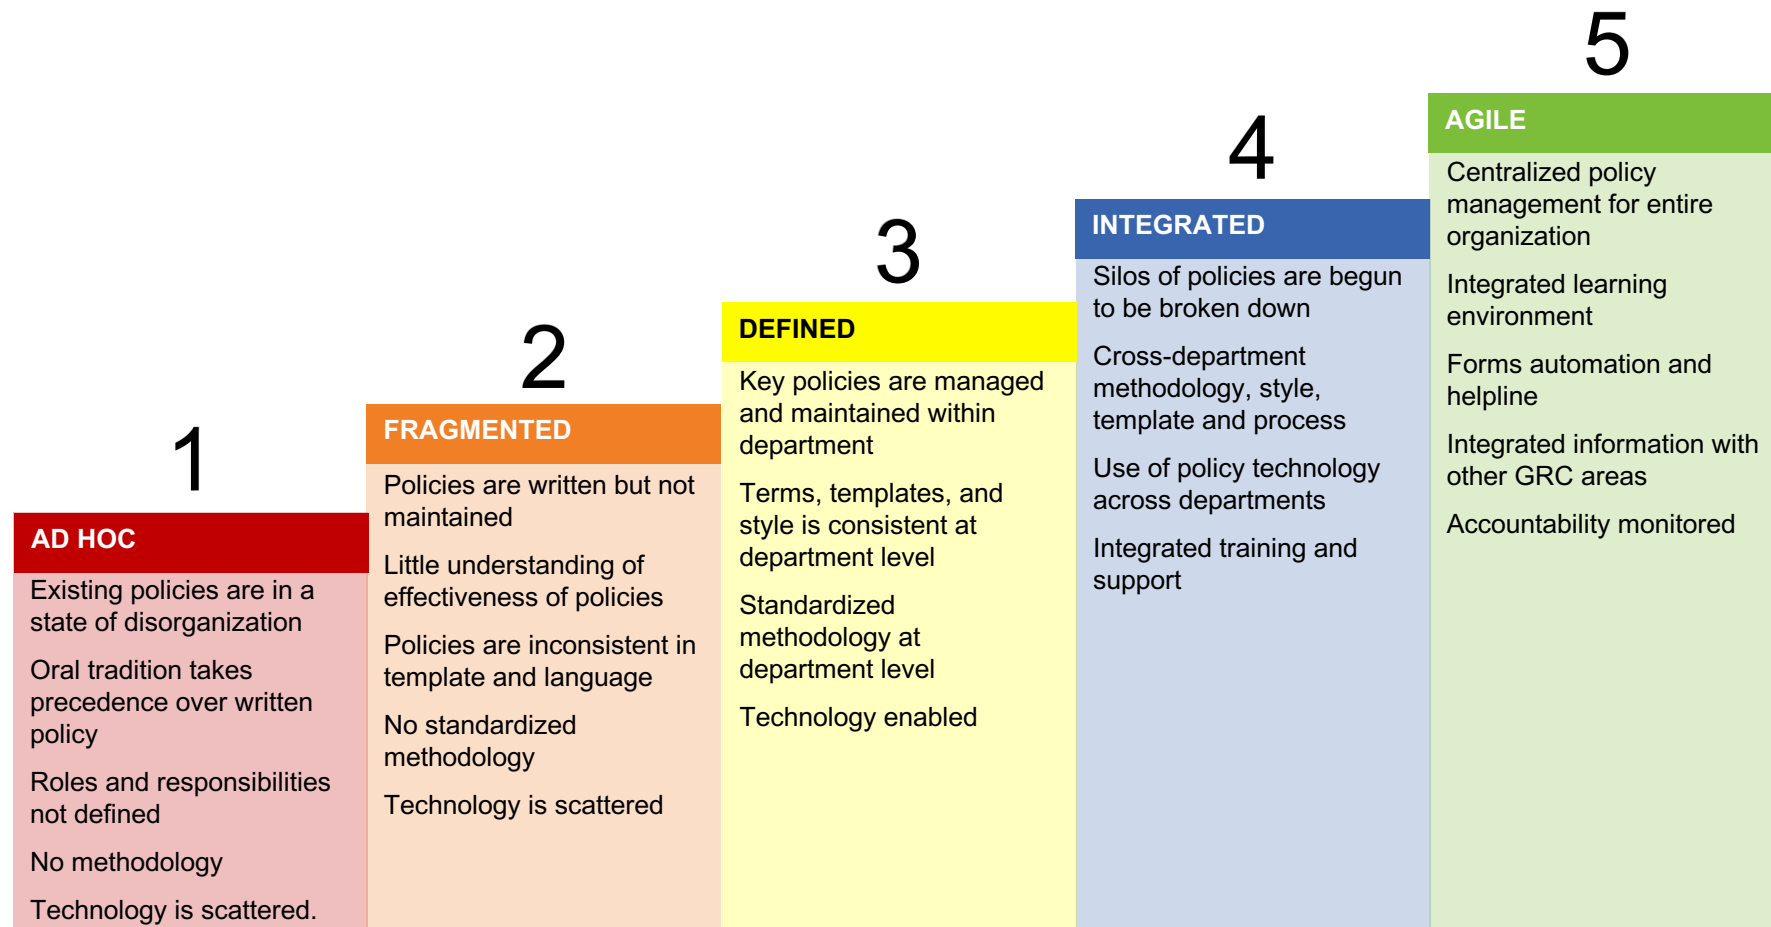 1
AD HOC
Existing policies are in a
state of disorganization
Oral tradition takes
precedence over written
policy
Roles and responsibilities
not defined
No methodology
Technology is scattered.
2
FRAGMENTED
Policies are written but not
maintained
Little understanding of
effectiveness of policies
Policies are inconsistent in
template and language
No standardized
methodology
Technology is scattered
3
DEFINED
Key policies are managed
and maintained within
department
Terms, templates, and
style is consistent at
department level
Standardized
methodology at
department level
Technology enabled
4
INTEGRATED
Silos of policies are begun
to be broken down
Cross-department
methodology, style,
template and process
Use of policy technology
across departments
Integrated training and
support
5
AGILE
Centralized policy
management for entire
organization
Integrated learning
environment
Forms automation and
helpline
Integrated information with
other GRC areas
Accountability monitored